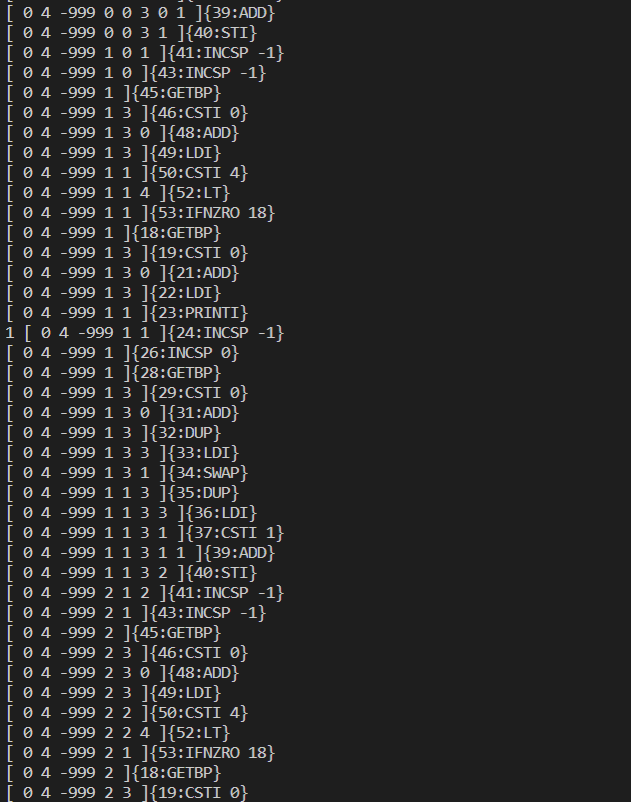 [ 0 4 -999 0 0 3 0 1 ]{39:ADD}
[ 0 4 -999 0 0 3 1 ]{40:STI}
[ 0 4 -999 1 0 1 ]{41:INCSP -1}
[ 0 4 -999 1 0 ]{43:INCSP -1}
[ 0 4 -999 1 ]{45:GETBP}
[ 0 4 -999 1 3 ]{46:CSTI 0}
[ 0 4 -999 1 3 0 ]{48:ADD}
[ 0 4 -999 1 3 ]{49:LDI}
[ 0 4 -999 1 1 ]{50:CSTI 4}
[ 0 4 -999 1 1 4 ]{52:LT}
[ 0 4 -999 1 1 ]{53:IFNZRO 18}
[ 0 4 -999 1 ]{18:GETBP}
[ 0 4 -999 1 3 ]{19:CSTI 0}
[ 0 4 -999 1 3 0 ]{21:ADD}
[ 0 4 -999 1 3 ]{22:LDI}
[ 0 4 -999 1 1 ]{23:PRINTI}
1 [ 0 4 -999 1 1 ]{24:INCSP -1}
[ 0 4 -999 1 ]{26:INCSP 0}
[ 0 4 -999 1 ]{28:GETBP}
[ 0 4 -999 1 3 ]{29:CSTI 0}
[ 0 4 -999 1 3 0 ]{31:ADD}
[ 0 4 -999 1 3 ]{32:DUP}
[ 0 4 -999 1 3 3 ]{33:LDI}
[ 0 4 -999 1 3 1 ]{34:SWAP}
[ 0 4 -999 1 1 3 ]{35:DUP}
[ 0 4 -999 1 1 3 3 ]{36:LDI}
[ 0 4 -999 1 1 3 1 ]{37:CSTI 1}
[ 0 4 -999 1 1 3 1 1 ]{39:ADD}
[ 0 4 -999 1 1 3 2 ]{40:STI}
[ 0 4 -999 2 1 2 ]{41:INCSP -1}
[ 0 4 -999 2 1 ]{43:INCSP -1}
[ 0 4 -999 2 ]{45:GETBP}
[ 0 4 -999 2 3 ]{46:CSTI 0}
[ 0 4 -999 2 3 0 ]{48:ADD}
[ 0 4 -999 2 3 ]{49:LDI}
[ 0 4 -999 2 2 ]{50:CSTI 4}
[ 0 4 -999 2 2 4 ]{52:LT}
[ 0 4 -999 2 1 ]{53:IFNZRO 18}
[ 0 4 -999 2 ]{18:GETBP}
[ 0 4 -999 2 3 ]{19:CSTI 0}